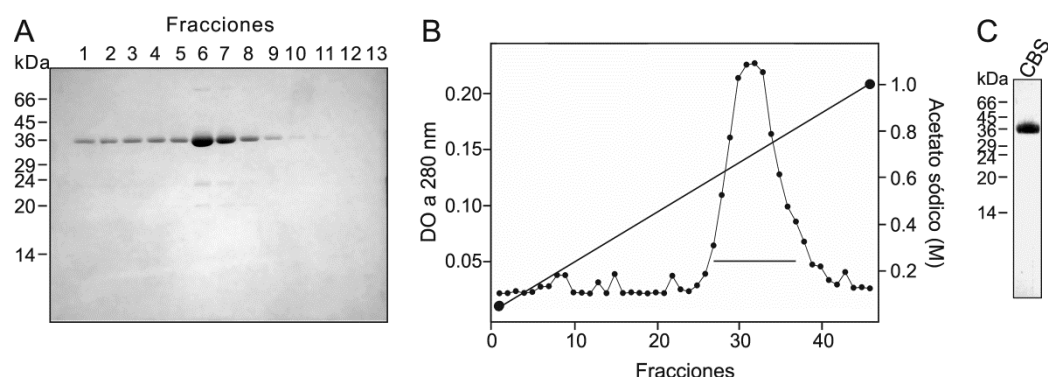 A
Fracciones
1 2 3 4 5 6 7 8 9 10 11 12 13
kDa
66
45
36
29
24
20
14
B
DO a 280 nm
0.20
0.15
0.10
0.05
0 10 20 30 40
Fracciones
1.0
0.8
0.6
0.4
0.2
Acetato sódico (M)
C
CBS
kDa
66
45
36
29
24
20
14